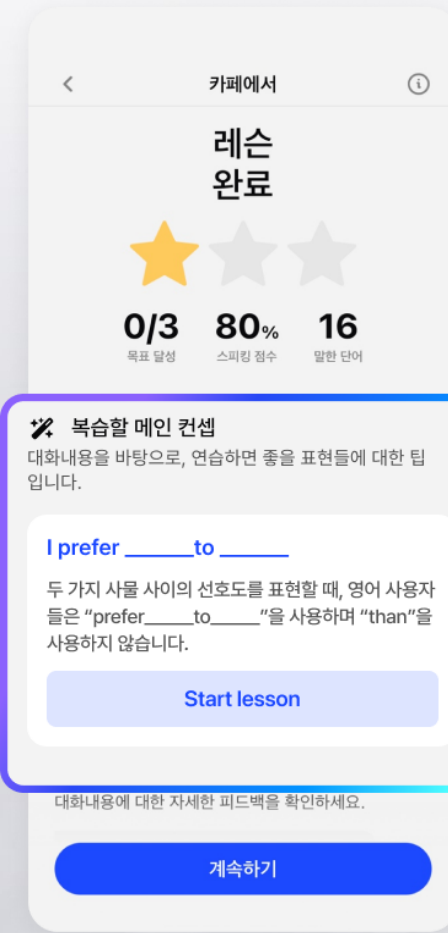 카페에서
레슨
완료
0/3 80% 16
목표 달성 스피킹 점수 말한 단어
복습할 메인 컨셉
대화내용을 바탕으로, 연습하면 좋을 표현들에 대한 팁
입니다.
I prefer ______to ______
두 가지 사물 사이의 선호도를 표현할 때, 영어 사용자
들은 “prefer_____to_____”을 사용하며 “than”을
사용하지 않습니다.
Start lesson
대화내용에 대한 자세한 피드백을 확인하세요.
계속하기